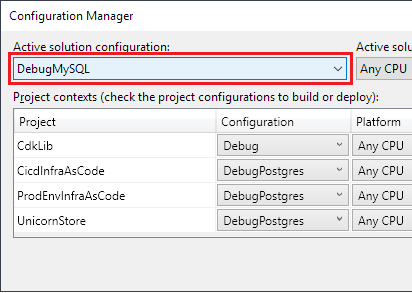 Configuration Manager
Active solution configuration:
Active solu
DebugMySQL
Any CPU
Project contexts (check the project configurations to build or deploy):
Project Configuration Platform
CdkLib Debug Any CPU
CicdInfraAsCode DebugPostgres Any CPU
ProdEnvInfraAsCode DebugPostgres Any CPU
UnicornStore DebugPostgres Any CPU